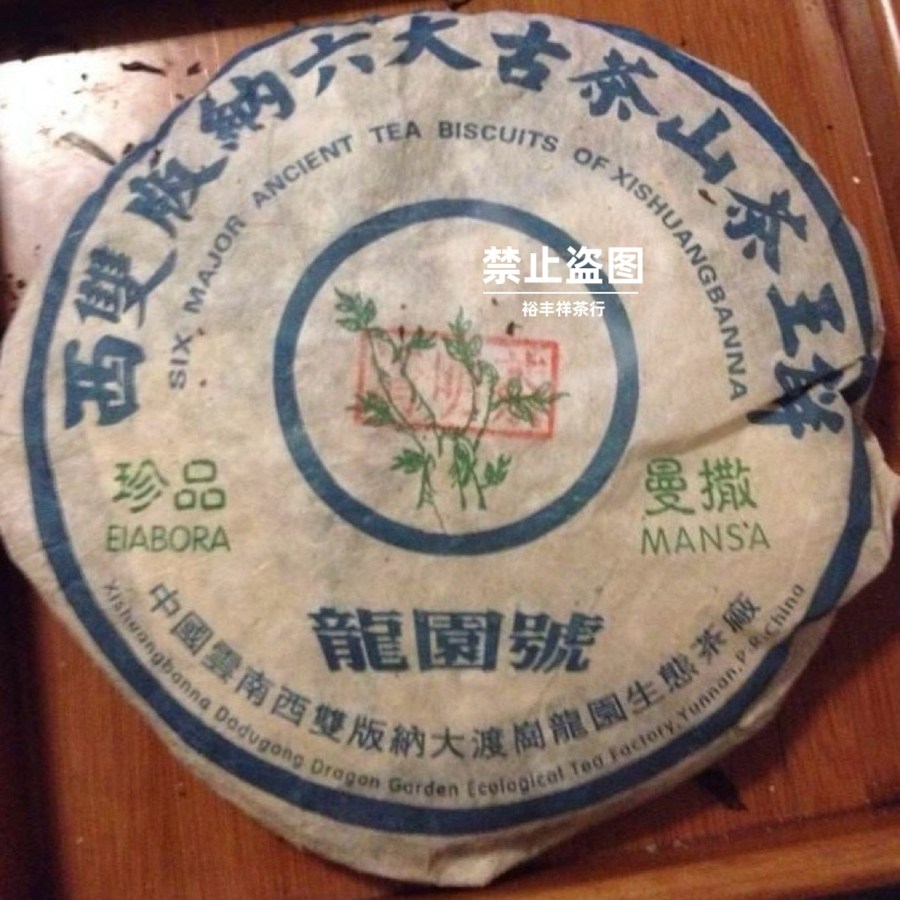 西雙版納六大古茶山茶王餅
SIX MAJOR ANCIENT TEA BISCUITS OF XISHUANGBANNA
禁止盗图
裕丰祥茶行
珍品
EIABORA
曼撒
MANSA
龍園號
中國雲南西雙版納大渡崗龍園生態茶廠
Xishuangbanna Dadugang Dragon Garden Ecological Tea Factory,Yunnan,P.R.China